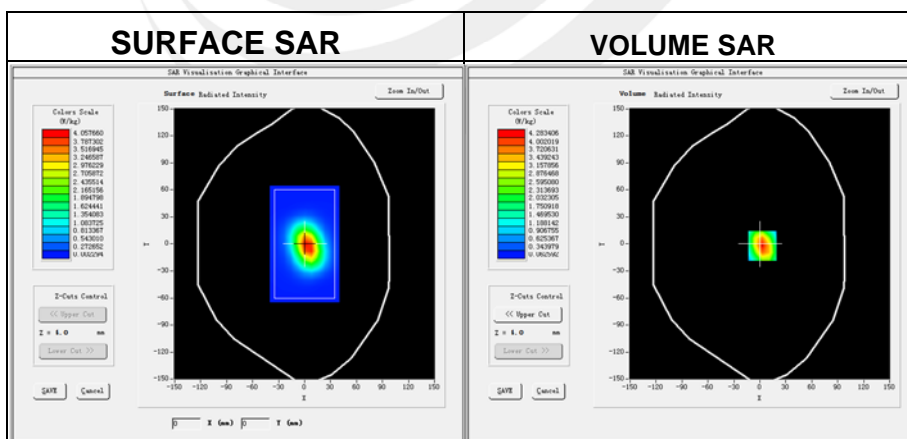 SURFACE SAR
VOLUME SAR
SAR Visualisation Graphical Interface
Surface Radiated Intensity
Zoom In/Out
Colors Scale
(W/kg)
4.057660
3.787302
3.516945
3.246587
2.976229
2.705872
2.435514
2.165156
1.894798
1.624441
1.354083
1.083725
0.813367
0.543010
0.272652
0.002294
Z-Cuts Control
<< Upper Cut
Z = 4.0 mm
Lower Cut >>
SAVE
Cancel
150
120
90
60
30
0
-30
-60
-90
-120
-150
Y
-150 -120 -90 -60 -30 0 30 60 90 120 150
X
0 X (mm) 0 Y (mm)
SAR Visualisation Graphical Interface
Volume Radiated Intensity
Zoom In/Out
Colors Scale
(W/kg)
4.283406
4.002019
3.720631
3.439243
3.157856
2.876468
2.595080
2.313693
2.032305
1.750918
1.469530
1.188142
0.906755
0.625367
0.343979
0.062592
Z-Cuts Control
<< Upper Cut
Z = 4.0 mm
Lower Cut >>
SAVE
Cancel
150
120
90
60
30
0
-30
-60
-90
-120
-150
Y
-150 -120 -90 -60 -30 0 30 60 90 120 150
X